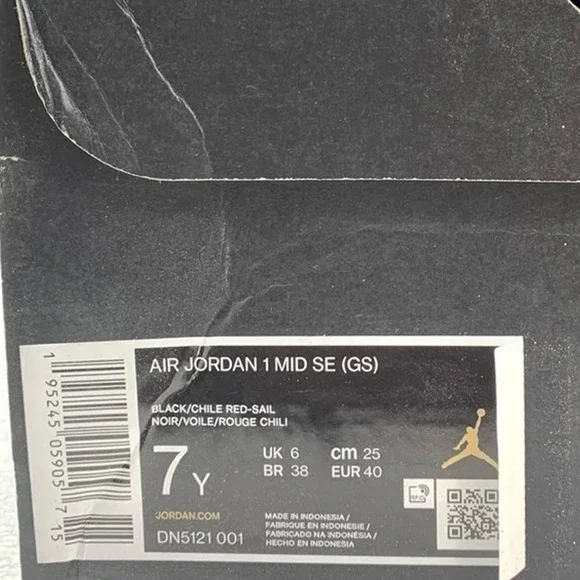 AIR JORDAN 1 MID SE (GS)
BLACK/CHILE RED-SAIL
NOIR/VOILE/ROUGE CHILI
7Y
UK 6 cm 25
BR 38 EUR 40
RFID
JORDAN.COM
DN5121 001
MADE IN INDONESIA /
FABRIQUE EN INDONESIE /
FABRICADO NA INDONÉSIA /
HECHO EN INDONESIA
1 95245 05905 7 15